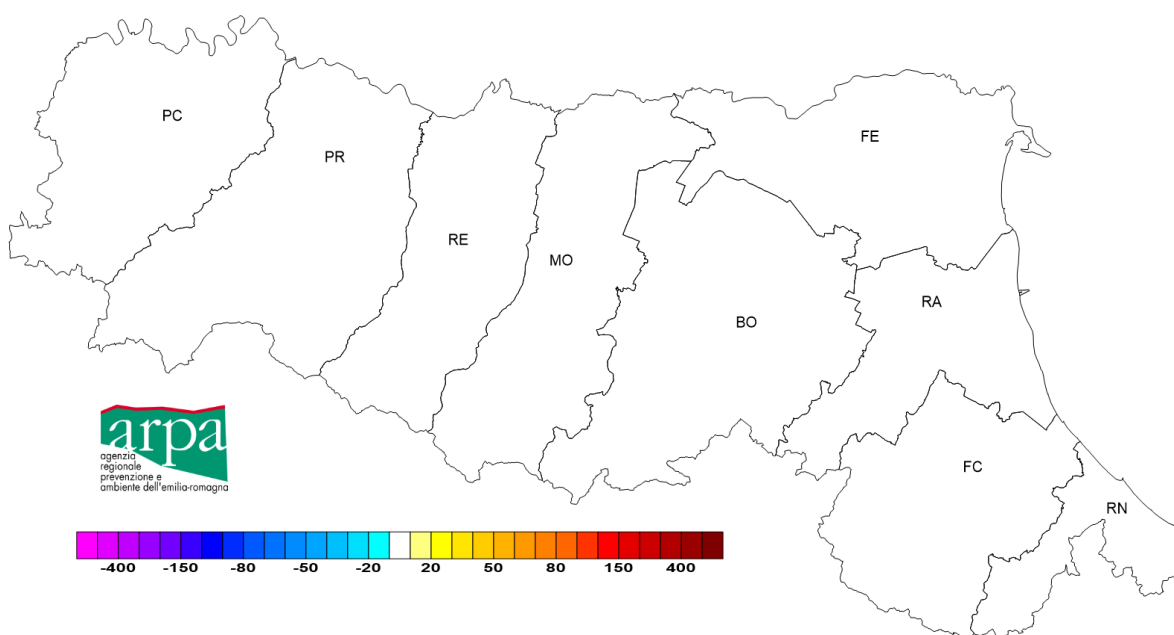 PC
PR
FE
RE
MO
RA
BO
FC
RN
arpa
agenzia
regionale
prevenzione e
ambiente dell'emilia-romagna
-400 -150 -80 -50 -20 20 50 80 150 400